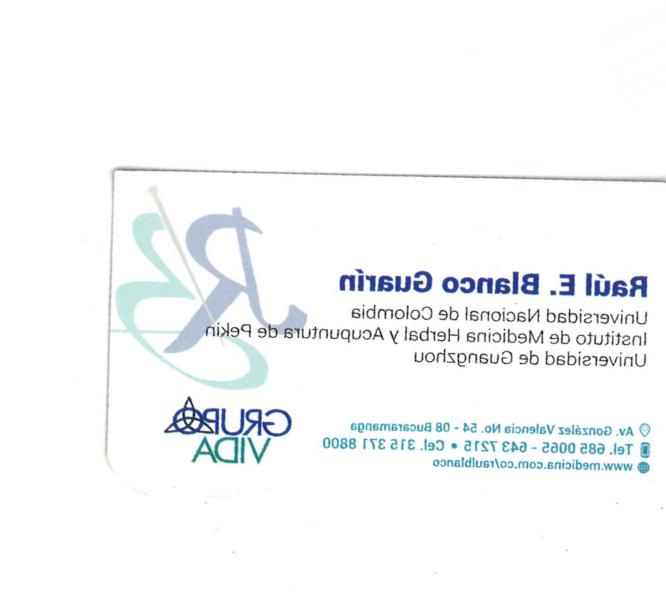 Raúl E. Blanco Guarín
Universidad Nacional de Colombia
Instituto de Medicina Herbal y Acupuntura de Pekin
Universidad de Guangzhou
GRUPO
VIDA
Av. González Valencia No. 54 - 08 Bucaramanga
Tel. 685 0065 - 643 7215 • Cel. 315 371 8800
www.medicina.com.co/raulblanco